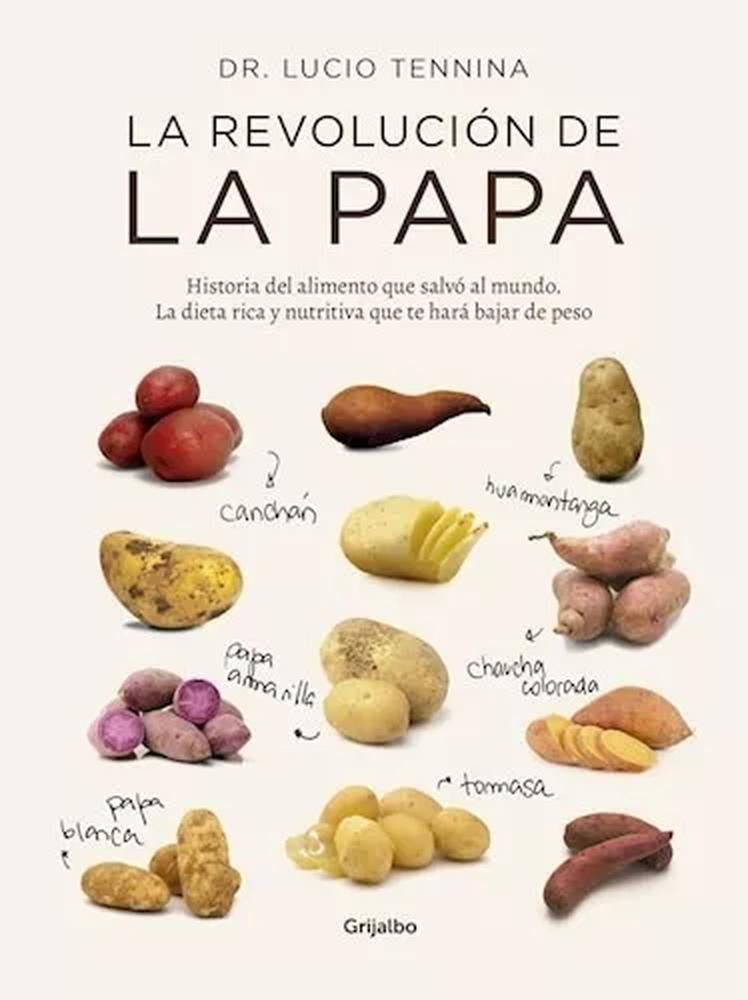 DR. LUCIO TENNINA
LA REVOLUCIÓN DE
LA PAPA
Historia del alimento que salvó al mundo.
La dieta rica y nutritiva que te hará bajar de peso
canchán
huamantanga
papa
amarilla
chaucha
colorada
tomasa
papa
blanca
Grijalbo